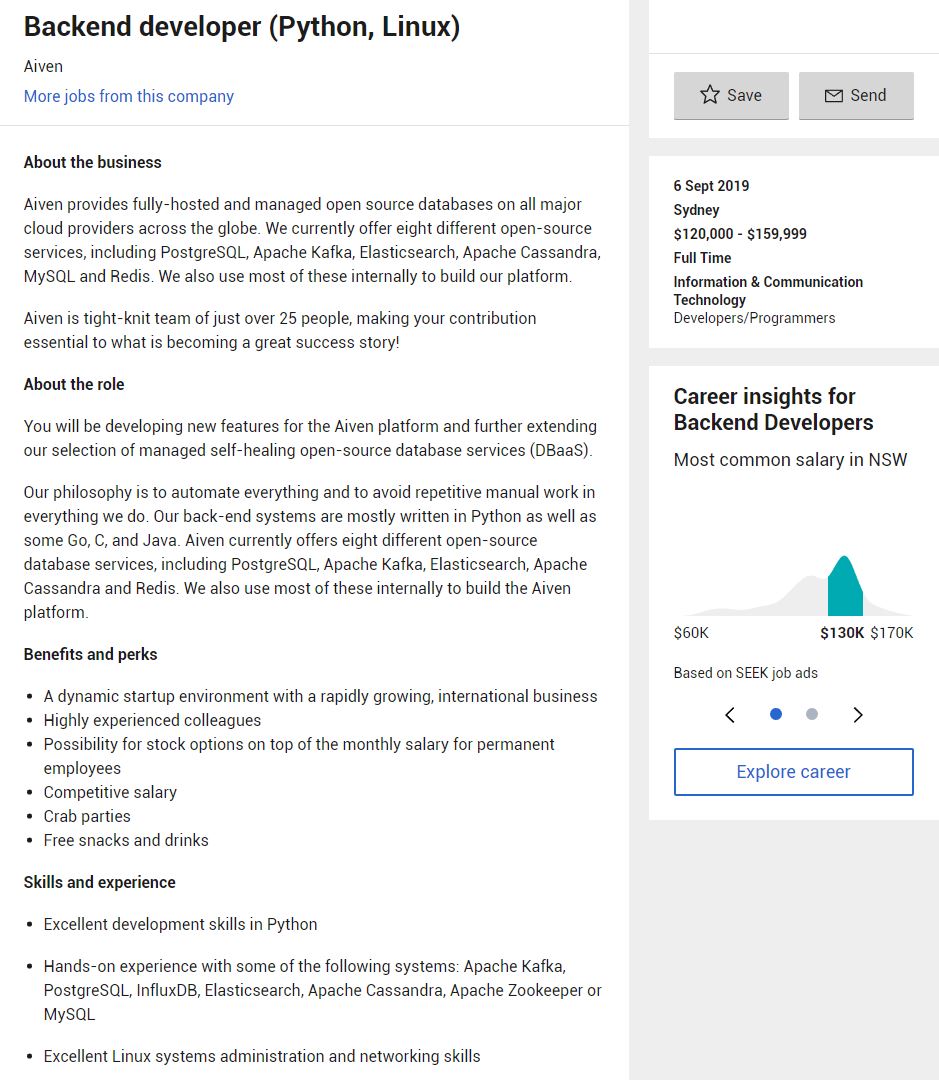 Backend developer (Python, Linux)
Aiven
More jobs from this company
About the business
Aiven provides fully-hosted and managed open source databases on all major
cloud providers across the globe. We currently offer eight different open-source
services, including PostgreSQL, Apache Kafka, Elasticsearch, Apache Cassandra,
MySQL and Redis. We also use most of these internally to build our platform.
Aiven is tight-knit team of just over 25 people, making your contribution
essential to what is becoming a great success story!
About the role
You will be developing new features for the Aiven platform and further extending
our selection of managed self-healing open-source database services (DBaaS).
Our philosophy is to automate everything and to avoid repetitive manual work in
everything we do. Our back-end systems are mostly written in Python as well as
some Go, C, and Java. Aiven currently offers eight different open-source
database services, including PostgreSQL, Apache Kafka, Elasticsearch, Apache
Cassandra and Redis. We also use most of these internally to build the Aiven
platform.
Benefits and perks
• A dynamic startup environment with a rapidly growing, international business
• Highly experienced colleagues
• Possibility for stock options on top of the monthly salary for permanent
employees
• Competitive salary
• Crab parties
• Free snacks and drinks
Skills and experience
• Excellent development skills in Python
• Hands-on experience with some of the following systems: Apache Kafka,
PostgreSQL, InfluxDB, Elasticsearch, Apache Cassandra, Apache Zookeeper or
MySQL
• Excellent Linux systems administration and networking skills
Save
Send
6 Sept 2019
Sydney
$120,000 - $159,999
Full Time
Information & Communication
Technology
Developers/Programmers
Career insights for
Backend Developers
Most common salary in NSW
$60K $130K $170K
Based on SEEK job ads
Explore career